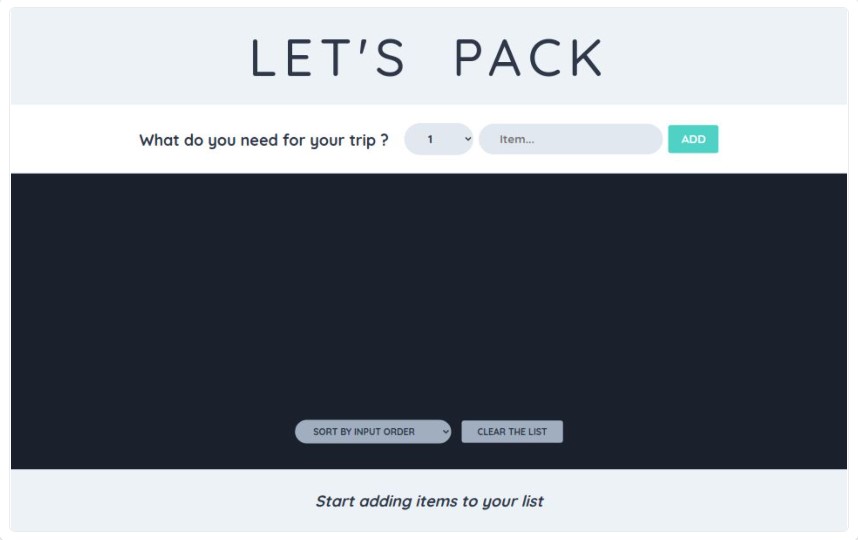 LET'S PACK
What do you need for your trip ? 1 Item... ADD
SORT BY INPUT ORDER CLEAR THE LIST
Start adding items to your list